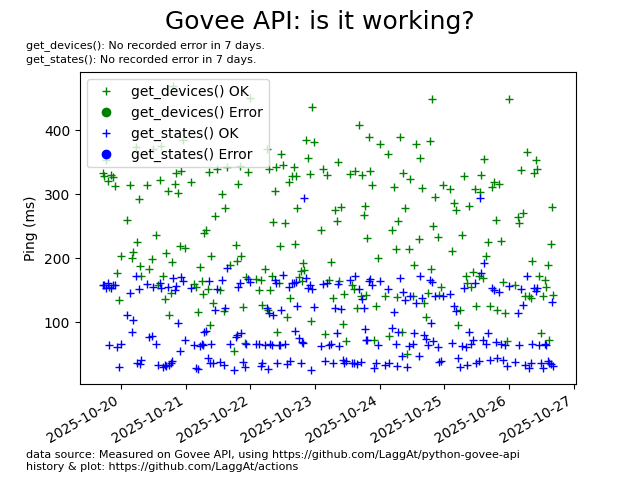 Govee API: is it working?
get_devices(): No recorded error in 7 days.
get_states(): No recorded error in 7 days.
get_devices() OK
get_devices() Error
get_states() OK
get_states() Error
Ping (ms)
400
300
200
100
2025-10-20
2025-10-21
2025-10-22
2025-10-23
2025-10-24
2025-10-25
2025-10-26
2025-10-27
data source: Measured on Govee API, using https://github.com/LaggAt/python-govee-api
history & plot: https://github.com/LaggAt/actions